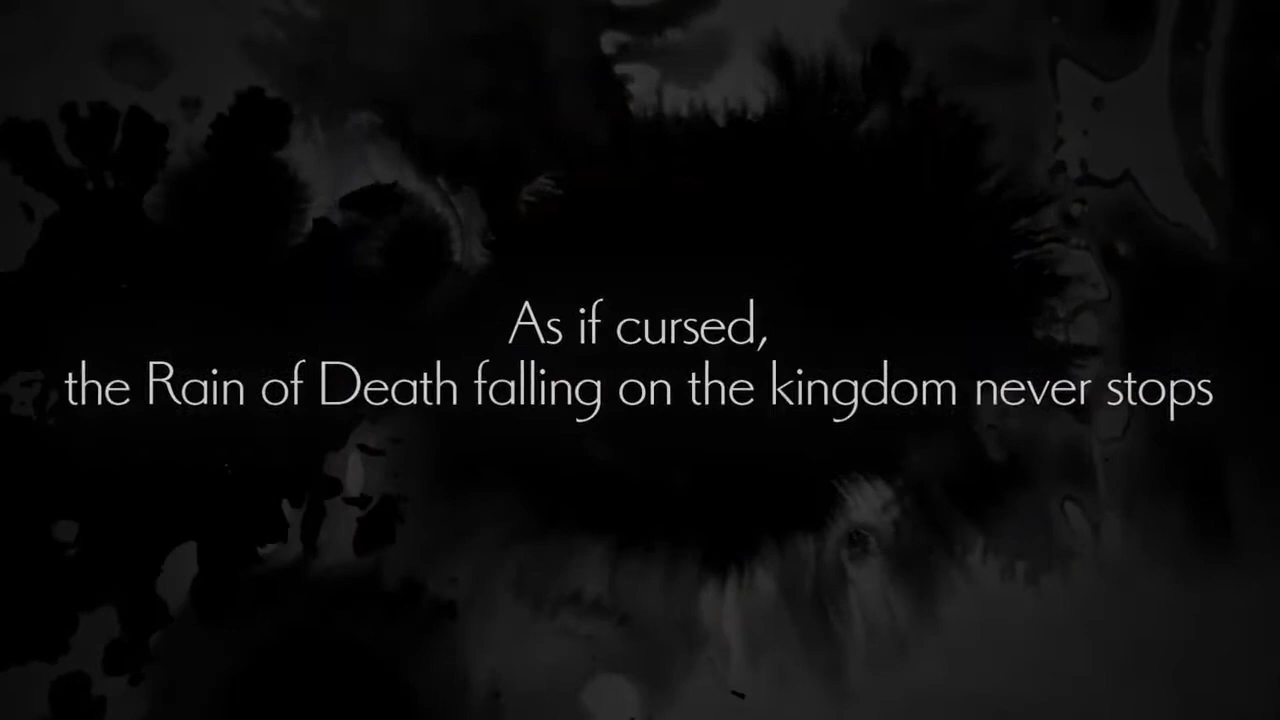 As if cursed,
the Rain of Death falling on the kingdom never stops